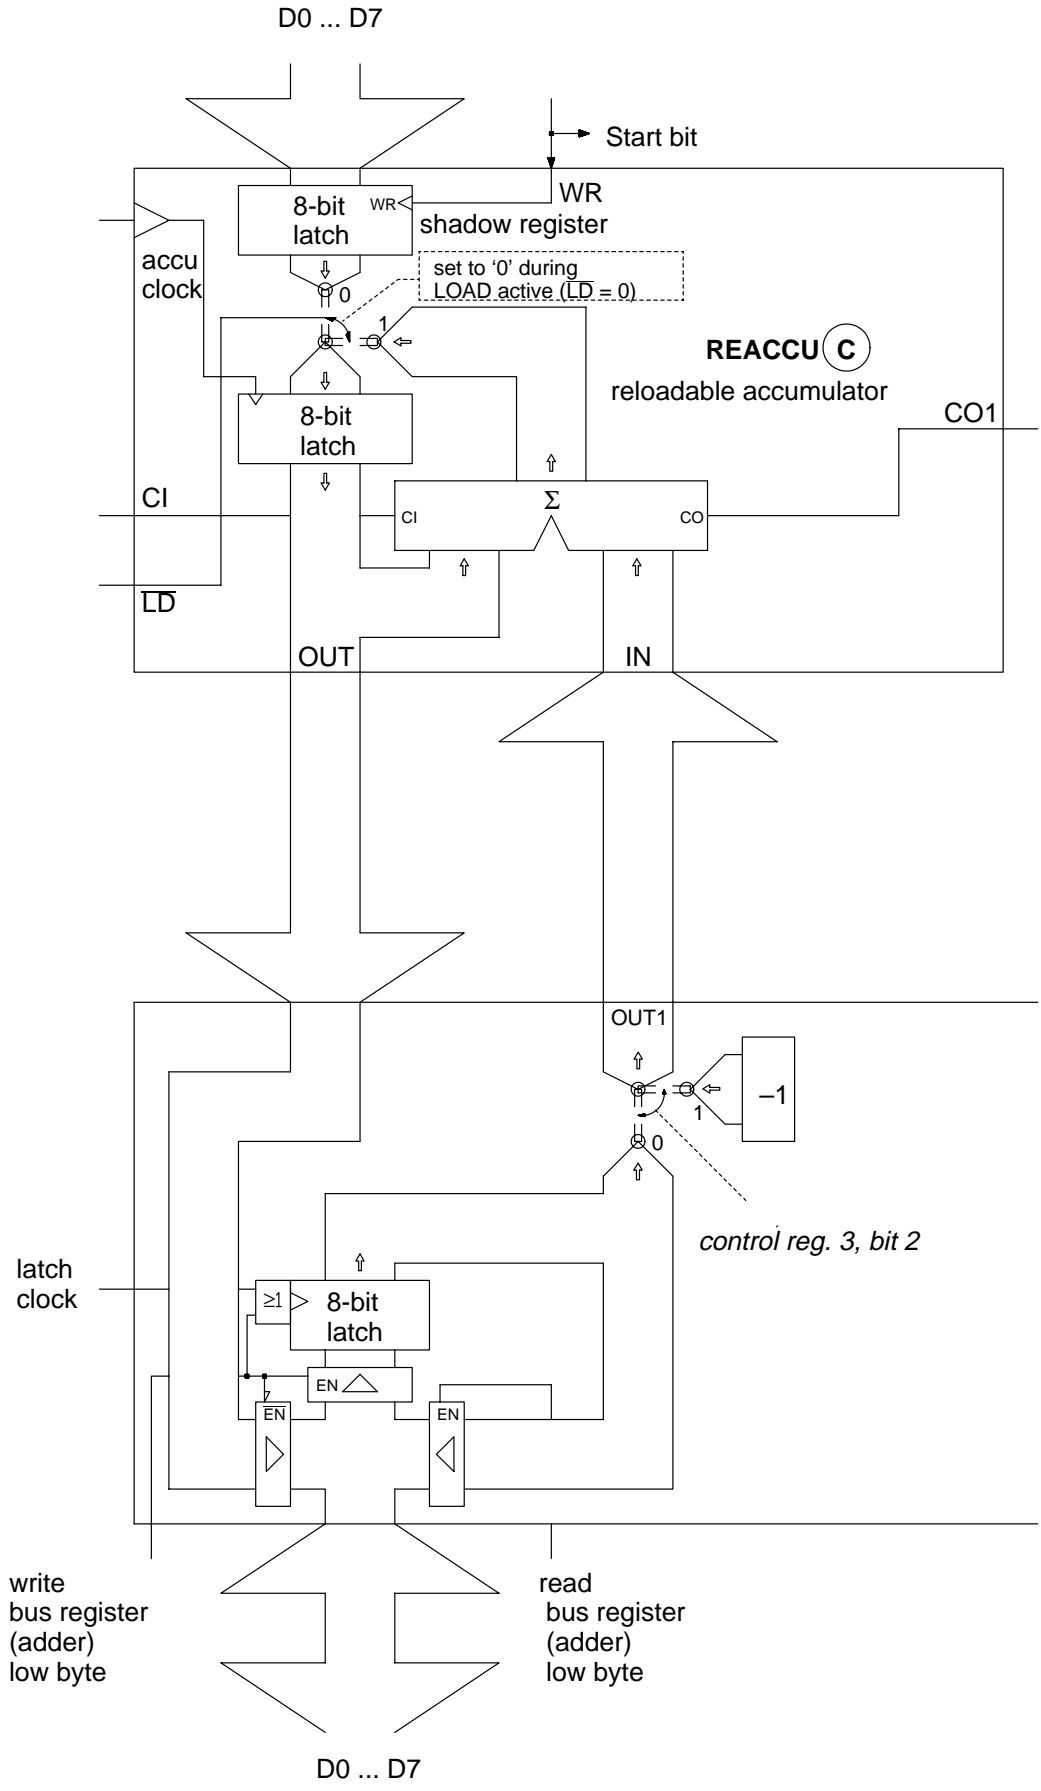 D0 ... D7
Start bit
WR
8-bit
latch
WR
shadow register
accu
clock
set to ‘0’ during
LOAD active (L̅D̅ = 0)
0
1
REACCU C
reloadable accumulator
8-bit
latch
CO1
CI
Σ
CI
CO
L̅D̅
OUT
IN
OUT1
–1
1
0
control reg. 3, bit 2
latch
clock
≥1
8-bit
latch
EN
E̅N̅
EN
write
bus register
(adder)
low byte
read
bus register
(adder)
low byte
D0 ... D7